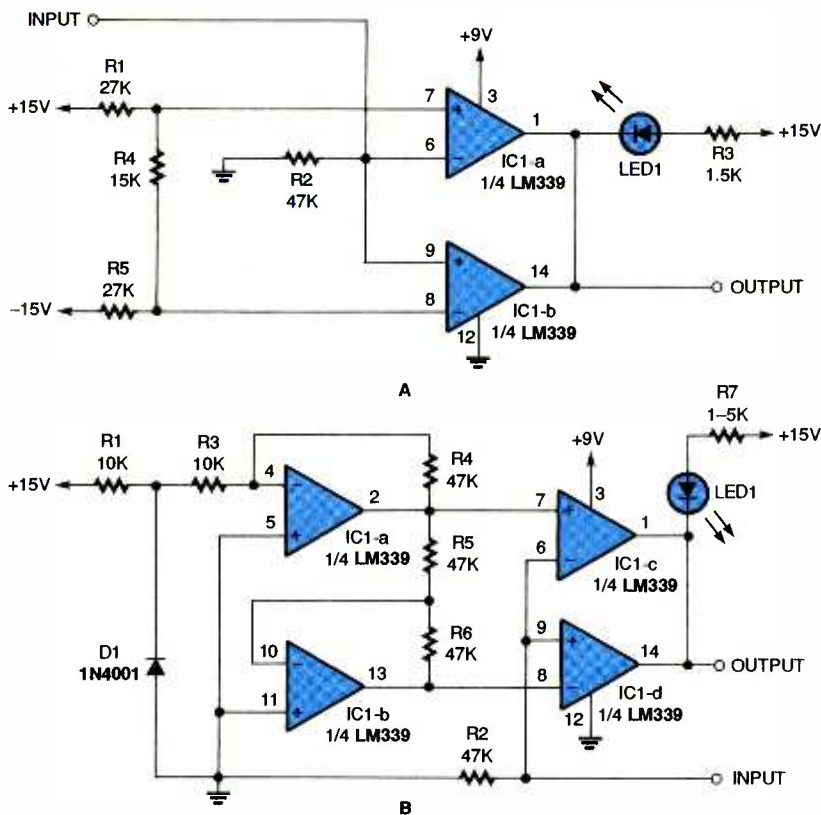 INPUT
+9V
R1
27K
+15V
7
+
3
1
R4
15K
6
−
R2
47K
IC1-a
1/4 LM339
LED1
R3
1.5K
+15V
R5
27K
−15V
9
+
14
8
−
12
IC1-b
1/4 LM339
OUTPUT
A
R7
1–5K
+15V
R1
10K
R3
10K
+15V
4
−
2
5
+
IC1-a
1/4 LM339
R4
47K
R5
47K
+9V
7
+
3
1
6
−
IC1-c
1/4 LM339
LED1
D1
1N4001
10
−
13
11
+
IC1-b
1/4 LM339
R6
47K
9
+
14
8
−
12
IC1-d
1/4 LM339
OUTPUT
R2
47K
INPUT
B